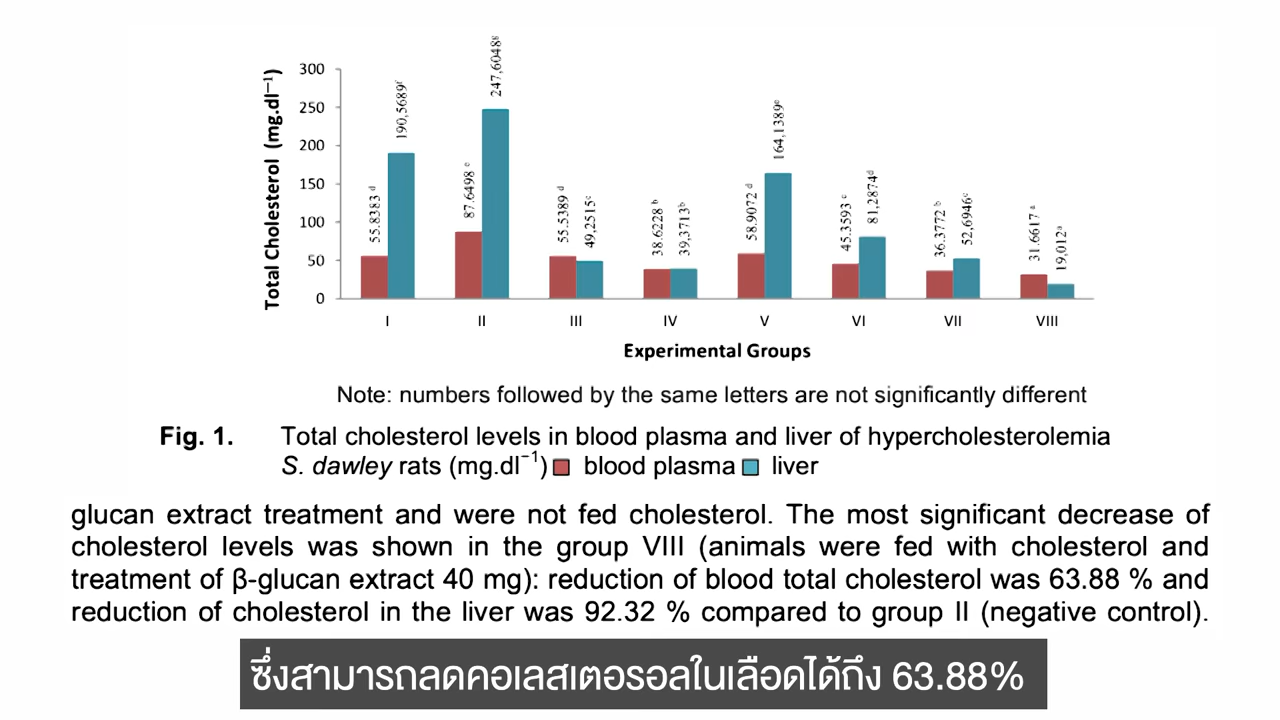 Total Cholesterol (mg.dl⁻¹)
300
250
200
150
100
50
0
55.8383 ᵈ
190,5689ᶠ
87.6498 ᵉ
247,6048ᵍ
55.5389 ᵈ
49,2515ᶜ
38.6228 ᵇ
39,3713ᵇ
58.9072 ᵈ
164,1389ᵉ
45.3593 ᶜ
81,2874ᵈ
36.3772 ᵇ
52,6946ᶜ
31.6617 ᵃ
19,012ᵃ
I II III IV V VI VII VIII
Experimental Groups
Note: numbers followed by the same letters are not significantly different
Fig. 1. Total cholesterol levels in blood plasma and liver of hypercholesterolemia
S. dawley rats (mg.dl⁻¹) blood plasma liver
glucan extract treatment and were not fed cholesterol. The most significant decrease of
cholesterol levels was shown in the group VIII (animals were fed with cholesterol and
treatment of β-glucan extract 40 mg): reduction of blood total cholesterol was 63.88 % and
reduction of cholesterol in the liver was 92.32 % compared to group II (negative control).
ซึ่งสามารถลดคอเลสเตอรอลในเลือดได้ถึง 63.88%